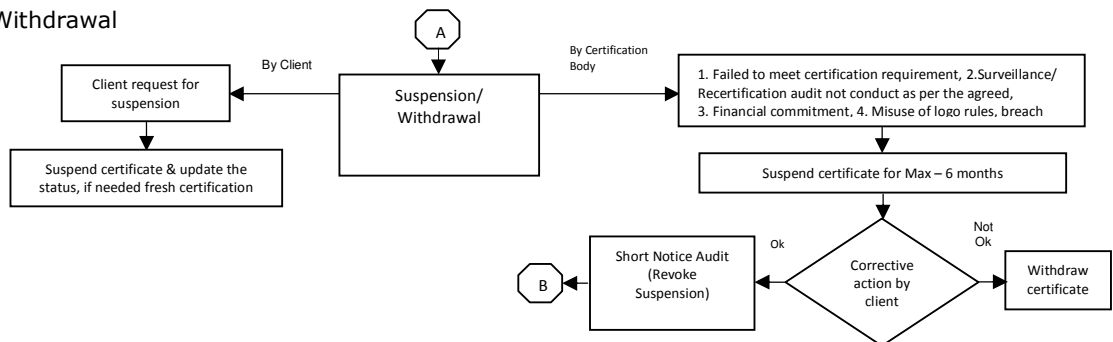 Withdrawal
A
By Client
By Certification
Body
Client request for
suspension
Suspension/
Withdrawal
1. Failed to meet certification requirement, 2.Surveillance/
Recertification audit not conduct as per the agreed,
3. Financial commitment, 4. Misuse of logo rules, breach
Suspend certificate & update the
status, if needed fresh certification
Suspend certificate for Max – 6 months
Short Notice Audit
(Revoke
Suspension)
Ok
Not
Ok
B
Corrective
action by
client
Withdraw
certificate